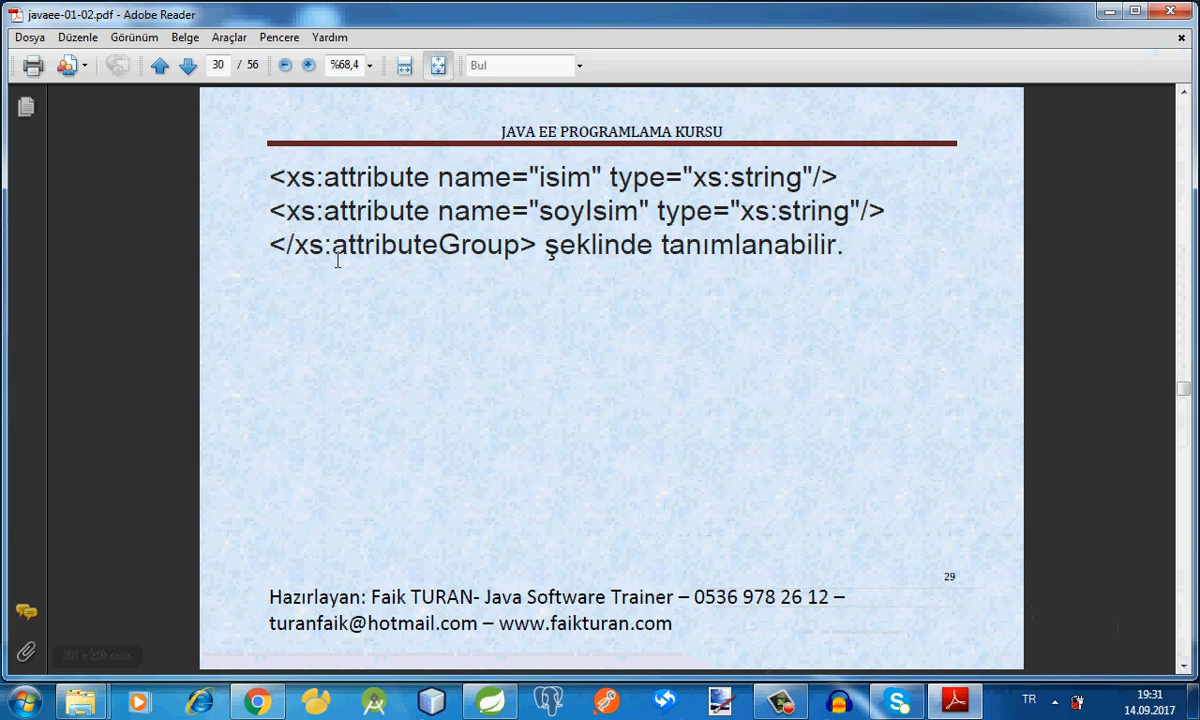 javaee-01-02.pdf - Adobe Reader
Dosya Düzenle Görünüm Belge Araçlar Pencere Yardım
30 / 56 %68,4 Bul
JAVA EE PROGRAMLAMA KURSU
<xs:attribute name="isim" type="xs:string"/>
<xs:attribute name="soyIsim" type="xs:string"/>
</xs:attributeGroup> şeklinde tanımlanabilir.
29
Hazırlayan: Faik TURAN- Java Software Trainer – 0536 978 26 12 –
turanfaik@hotmail.com – www.faikturan.com
TR
19:31
14.09.2017